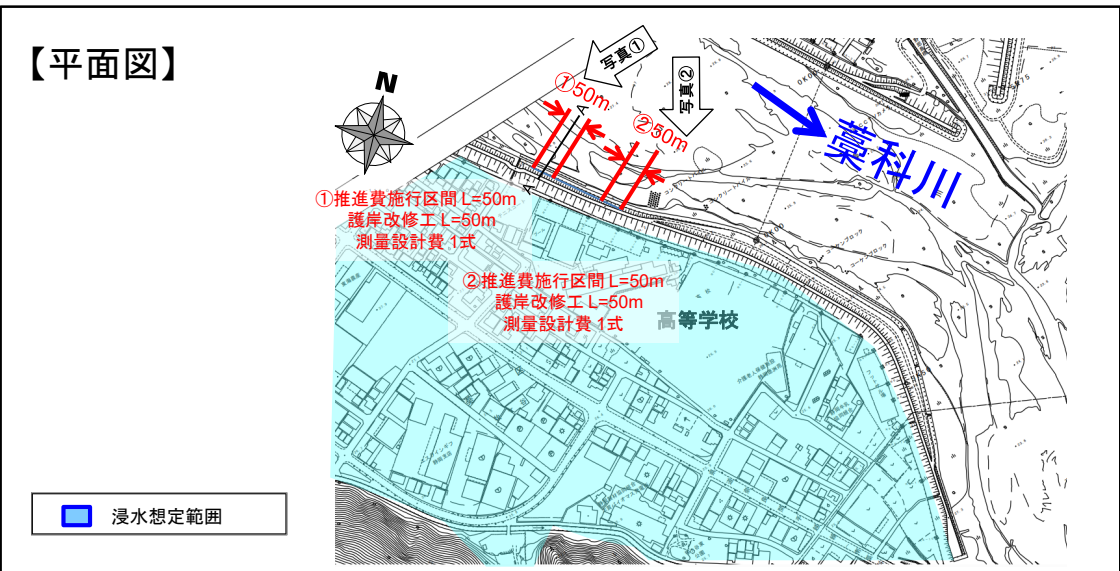 【平面図】
N
写真①
写真②
①50m
②50m
A
A
藁科川
①推進費施行区間 L=50m
護岸改修工 L=50m
測量設計費 1式
②推進費施行区間 L=50m
護岸改修工 L=50m
測量設計費 1式
高等学校
浸水想定範囲